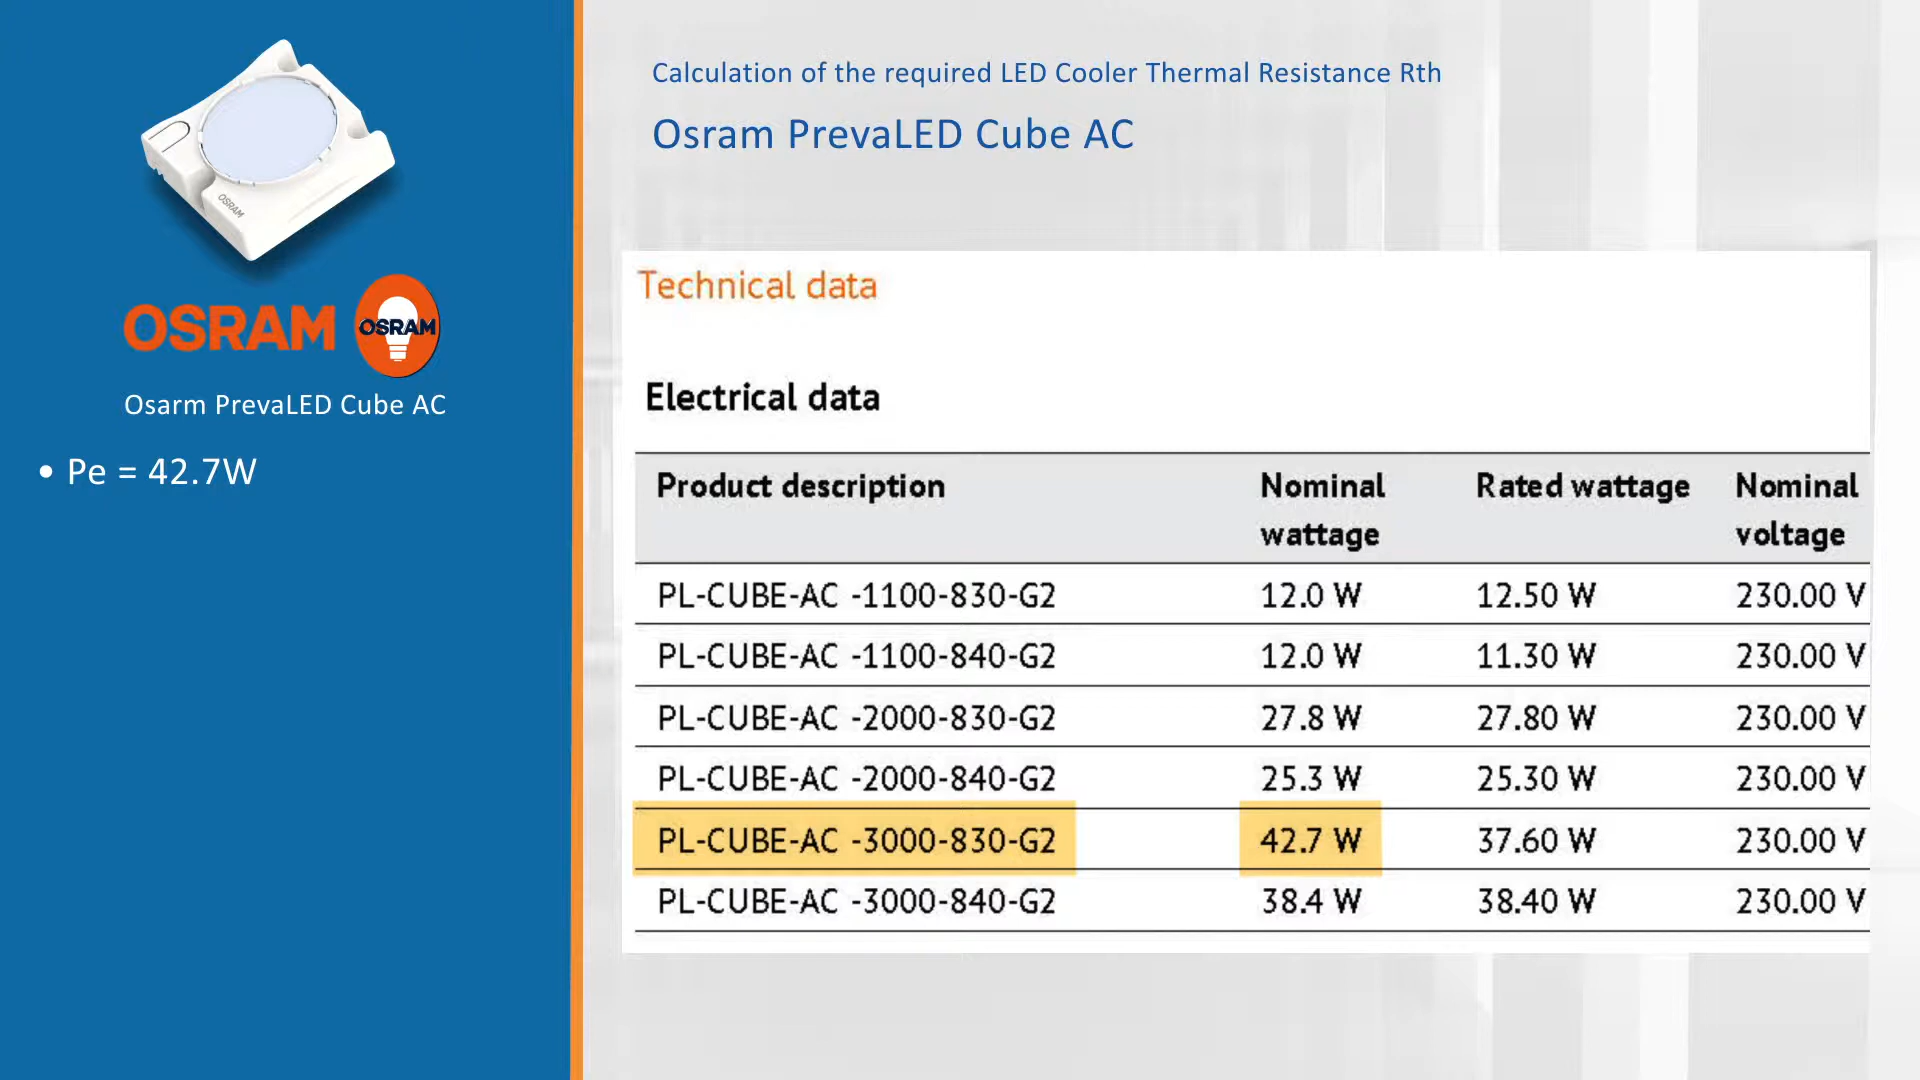 OSRAM
OSRAM OSRAM
Osarm PrevaLED Cube AC
• Pe = 42.7W
Calculation of the required LED Cooler Thermal Resistance Rth
Osram PrevaLED Cube AC
Technical data
Electrical data
Product description Nominal wattage Rated wattage Nominal voltage
PL-CUBE-AC -1100-830-G2 12.0 W 12.50 W 230.00 V
PL-CUBE-AC -1100-840-G2 12.0 W 11.30 W 230.00 V
PL-CUBE-AC -2000-830-G2 27.8 W 27.80 W 230.00 V
PL-CUBE-AC -2000-840-G2 25.3 W 25.30 W 230.00 V
PL-CUBE-AC -3000-830-G2 42.7 W 37.60 W 230.00 V
PL-CUBE-AC -3000-840-G2 38.4 W 38.40 W 230.00 V